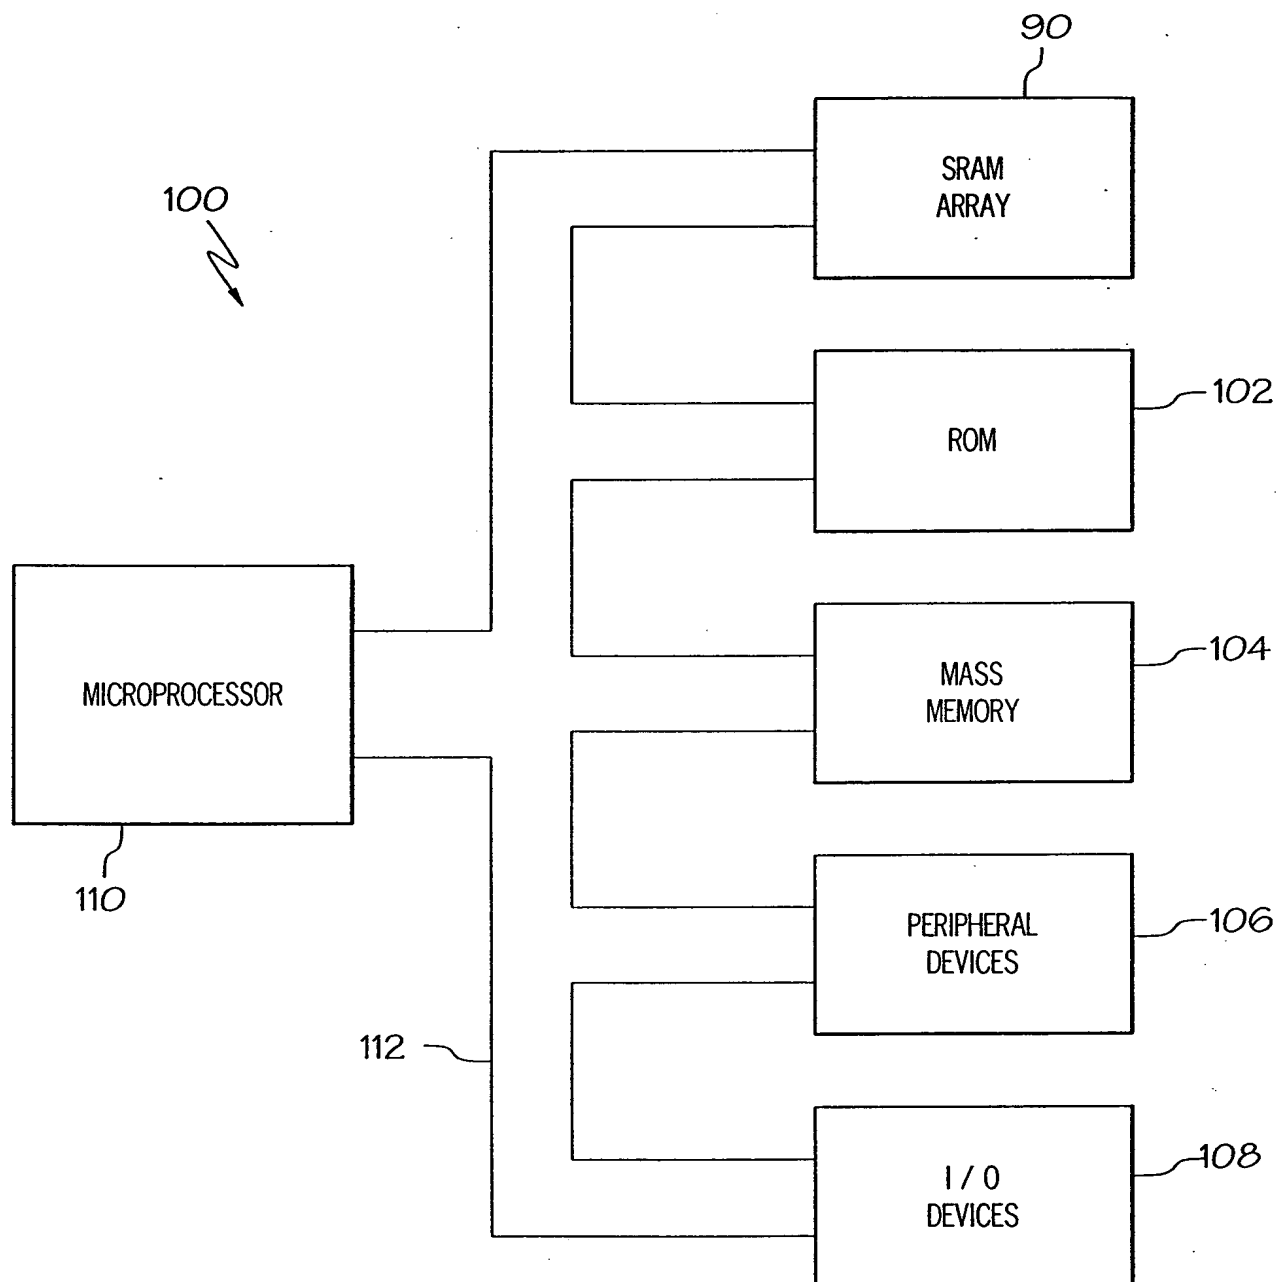 90
SRAM
ARRAY
100
102
ROM
104
MASS
MEMORY
MICROPROCESSOR
110
106
PERIPHERAL
DEVICES
112
108
I / O
DEVICES